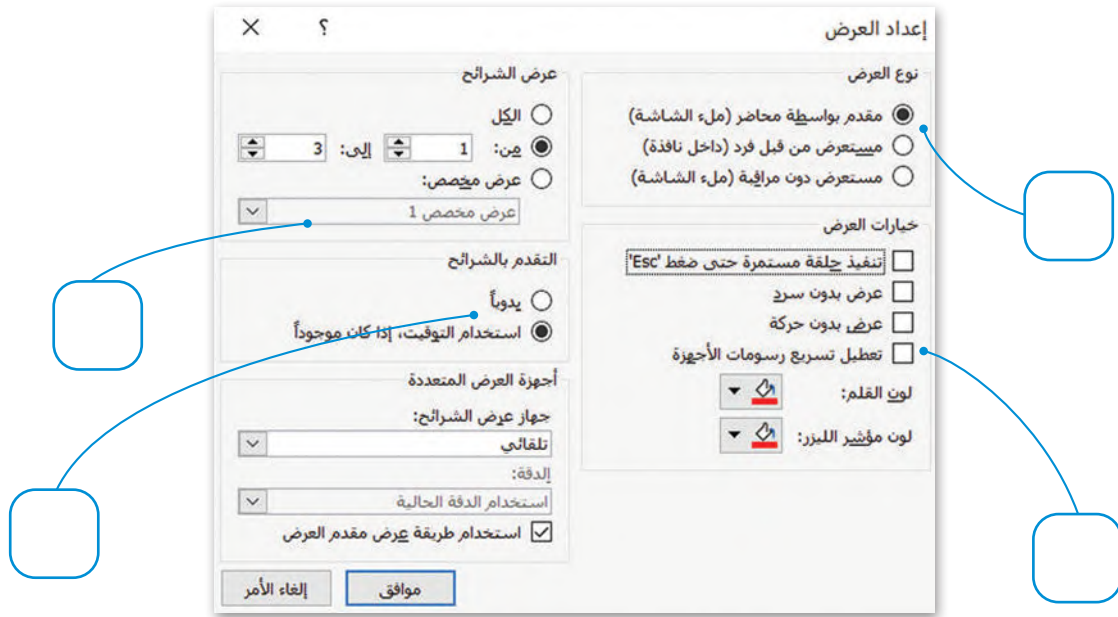 إعداد العرض
؟
نوع العرض
مقدم بواسطة محاضر (ملء الشاشة)
مستعرض من قبل فرد (داخل نافذة)
مستعرض دون مراقبة (ملء الشاشة)
خيارات العرض
تنفيذ حلقة مستمرة حتى ضغط 'Esc'
عرض بدون سرد
عرض بدون حركة
تعطيل تسريع رسومات الأجهزة
لون القلم:
لون مؤشر الليزر:
عرض الشرائح
الكل
من: 1 إلى: 3
عرض مخصص:
عرض مخصص 1
التقدم بالشرائح
يدوياً
استخدام التوقيت، إذا كان موجوداً
أجهزة العرض المتعددة
جهاز عرض الشرائح:
تلقائي
الدقة:
استخدام الدقة الحالية
استخدام طريقة عرض مقدم العرض
موافق
إلغاء الأمر